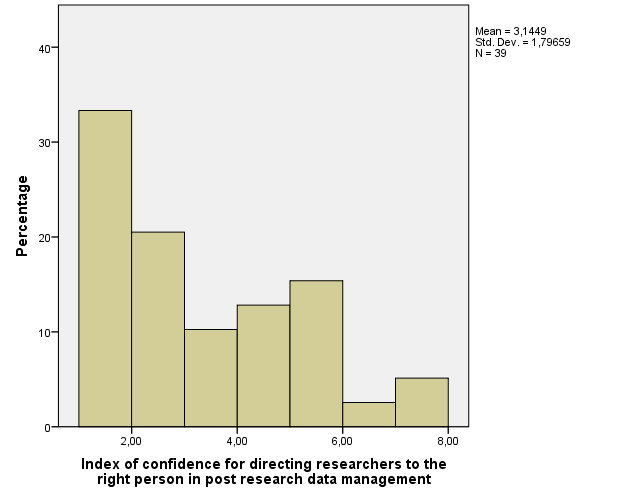 Mean = 3,1449
Std. Dev. = 1,79659
N = 39
40
30
20
10
0
Percentage
2,00 4,00 6,00 8,00
Index of confidence for directing researchers to the
right person in post research data management